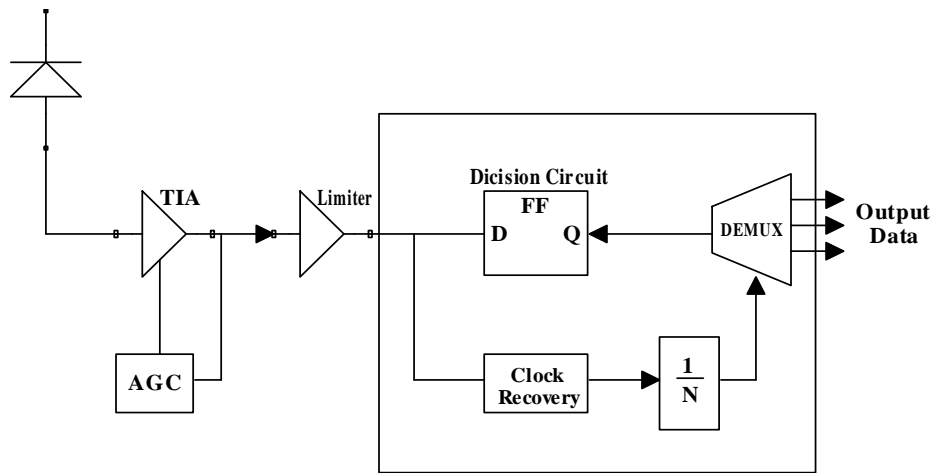 TIA
Limiter
Dicision Circuit
FF
D
Q
DEMUX
Output
Data
AGC
Clock
Recovery
1
N